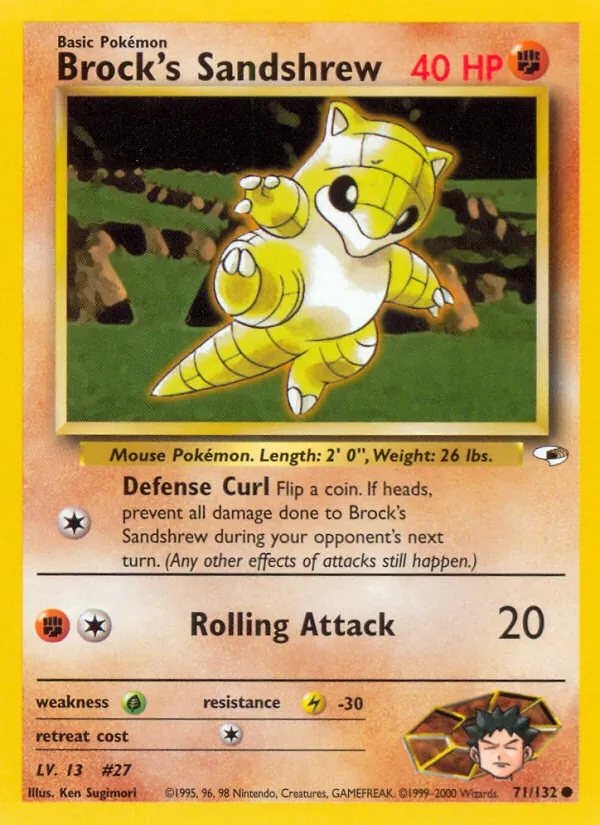 Basic Pokémon
Brock's Sandshrew 40 HP
Mouse Pokémon. Length: 2' 0", Weight: 26 lbs.
Defense Curl Flip a coin. If heads,
prevent all damage done to Brock's
Sandshrew during your opponent's next
turn. (Any other effects of attacks still happen.)
Rolling Attack 20
weakness resistance -30
retreat cost
LV. 13 #27
Illus. Ken Sugimori ©1995, 96, 98 Nintendo, Creatures, GAMEFREAK. ©1999-2000 Wizards. 71/132